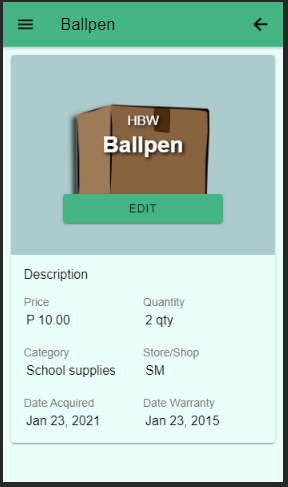 Ballpen
HBW
Ballpen
EDIT
Description
Price Quantity
P 10.00 2 qty.
Category Store/Shop
School supplies SM
Date Acquired Date Warranty
Jan 23, 2021 Jan 23, 2015